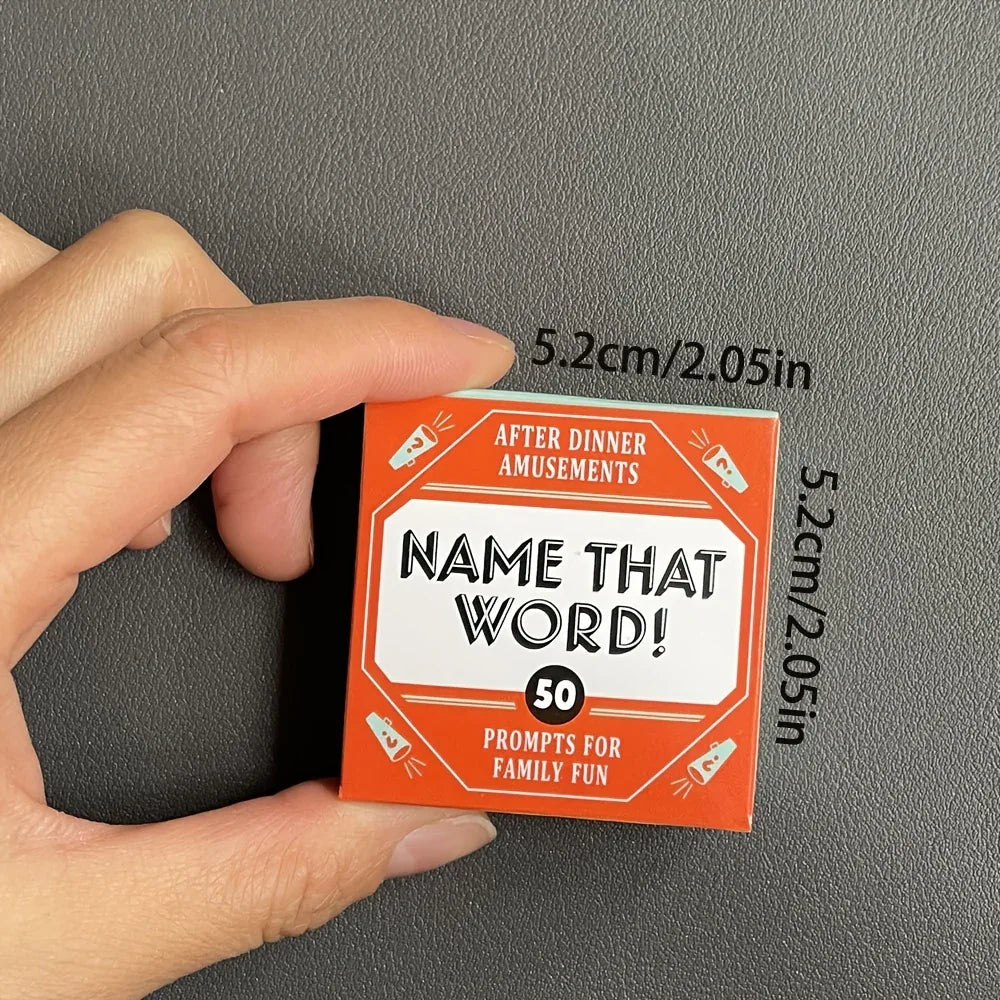 5.2cm/2.05in
AFTER DINNER
AMUSEMENTS
NAME THAT
WORD!
50
PROMPTS FOR
FAMILY FUN
5.2cm/2.05in